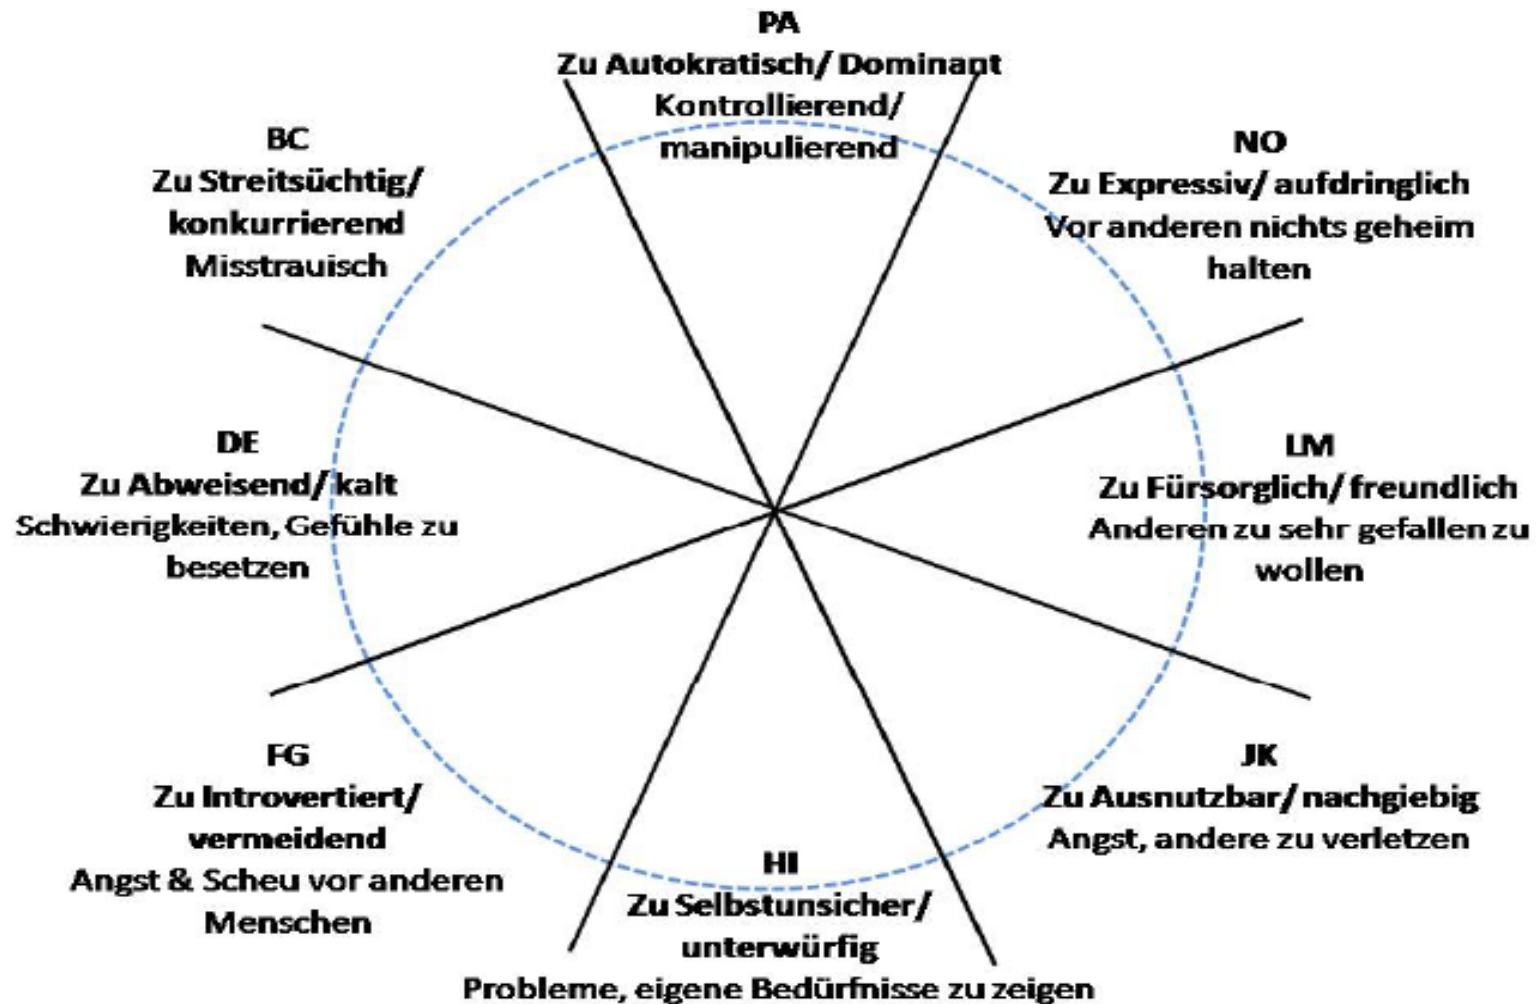 PA
Zu Autokratisch/ Dominant
Kontrollierend/
manipulierend
BC
Zu Streitsüchtig/
konkurrierend
Misstrauisch
NO
Zu Expressiv/ aufdringlich
Vor anderen nichts geheim
halten
DE
Zu Abweisend/ kalt
Schwierigkeiten, Gefühle zu
besetzen
LM
Zu Fürsorglich/ freundlich
Anderen zu sehr gefallen zu
wollen
FG
Zu Introvertiert/
vermeidend
Angst & Scheu vor anderen
Menschen
JK
Zu Ausnutzbar/ nachgiebig
Angst, andere zu verletzen
HI
Zu Selbstunsicher/
unterwürfig
Probleme, eigene Bedürfnisse zu zeigen